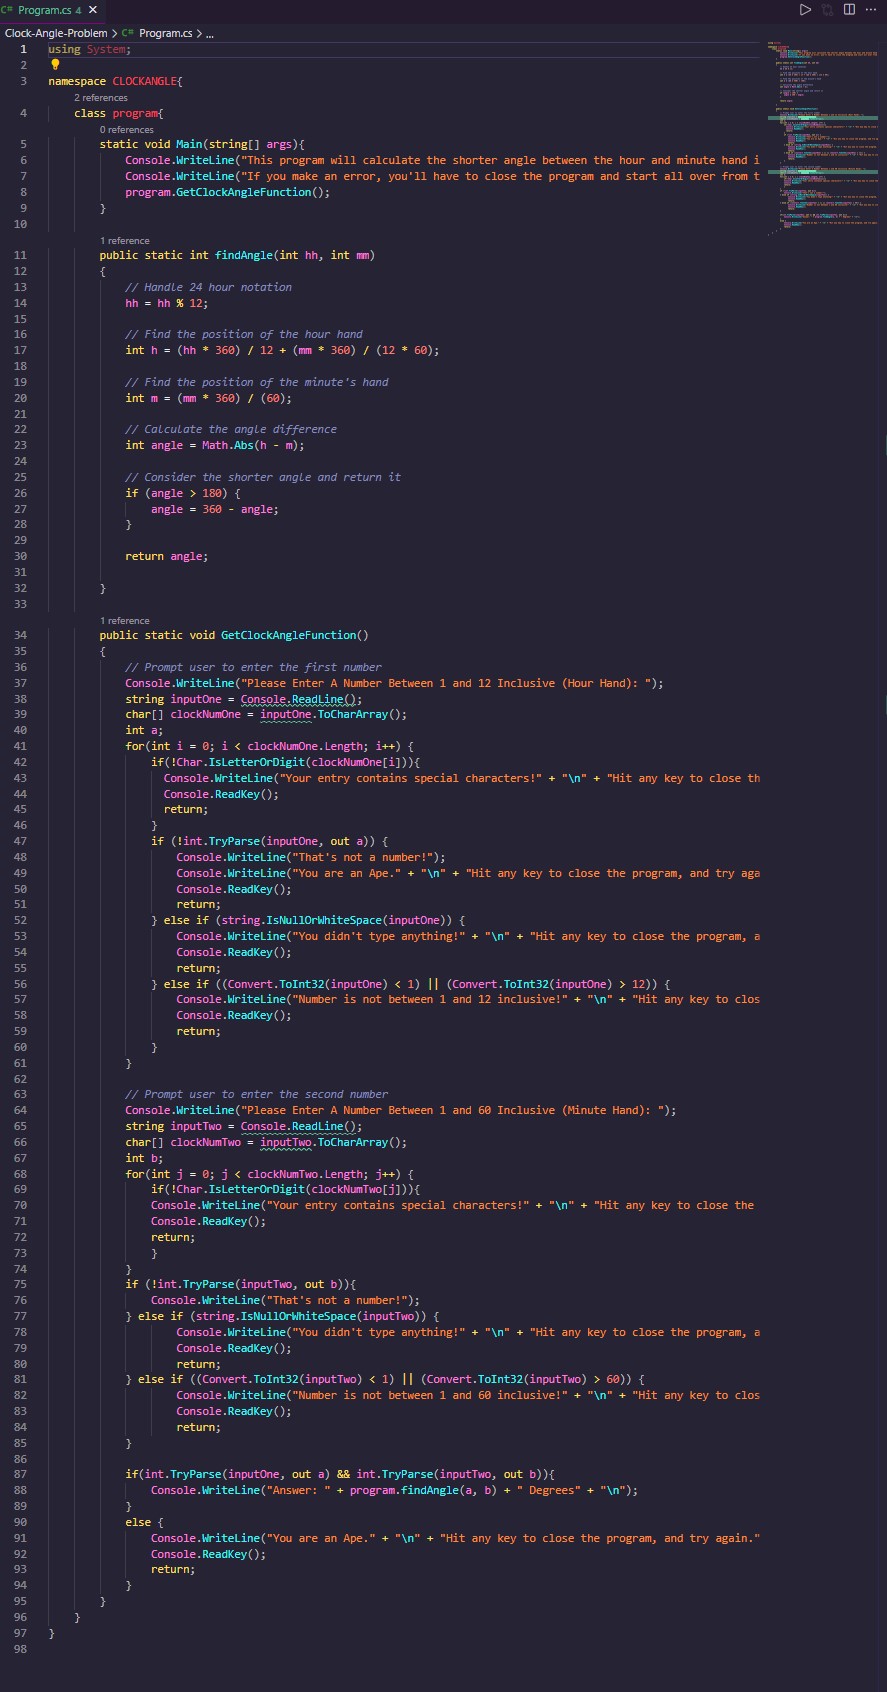 C# Program.cs 4 ×
Clock-Angle-Problem > C# Program.cs > ...
1 using System;
2
3 namespace CLOCKANGLE{
2 references
4 class program{
0 references
5 static void Main(string[] args){
6 Console.WriteLine("This program will calculate the shorter angle between the hour and minute hand i
7 Console.WriteLine("If you make an error, you'll have to close the program and start all over from t
8 program.GetClockAngleFunction();
9 }
10
1 reference
11 public static int findAngle(int hh, int mm)
12 {
13 // Handle 24 hour notation
14 hh = hh % 12;
15
16 // Find the position of the hour hand
17 int h = (hh * 360) / 12 + (mm * 360) / (12 * 60);
18
19 // Find the position of the minute's hand
20 int m = (mm * 360) / (60);
21
22 // Calculate the angle difference
23 int angle = Math.Abs(h - m);
24
25 // Consider the shorter angle and return it
26 if (angle > 180) {
27 angle = 360 - angle;
28 }
29
30 return angle;
31
32 }
33
1 reference
34 public static void GetClockAngleFunction()
35 {
36 // Prompt user to enter the first number
37 Console.WriteLine("Please Enter A Number Between 1 and 12 Inclusive (Hour Hand): ");
38 string inputOne = Console.ReadLine();
39 char[] clockNumOne = inputOne.ToCharArray();
40 int a;
41 for(int i = 0; i < clockNumOne.Length; i++) {
42 if(!Char.IsLetterOrDigit(clockNumOne[i])){
43 Console.WriteLine("Your entry contains special characters!" + "\n" + "Hit any key to close th
44 Console.ReadKey();
45 return;
46 }
47 if (!int.TryParse(inputOne, out a)) {
48 Console.WriteLine("That's not a number!");
49 Console.WriteLine("You are an Ape." + "\n" + "Hit any key to close the program, and try aga
50 Console.ReadKey();
51 return;
52 } else if (string.IsNullOrWhiteSpace(inputOne)) {
53 Console.WriteLine("You didn't type anything!" + "\n" + "Hit any key to close the program, a
54 Console.ReadKey();
55 return;
56 } else if ((Convert.ToInt32(inputOne) < 1) || (Convert.ToInt32(inputOne) > 12)) {
57 Console.WriteLine("Number is not between 1 and 12 inclusive!" + "\n" + "Hit any key to clos
58 Console.ReadKey();
59 return;
60 }
61 }
62
63 // Prompt user to enter the second number
64 Console.WriteLine("Please Enter A Number Between 1 and 60 Inclusive (Minute Hand): ");
65 string inputTwo = Console.ReadLine();
66 char[] clockNumTwo = inputTwo.ToCharArray();
67 int b;
68 for(int j = 0; j < clockNumTwo.Length; j++) {
69 if(!Char.IsLetterOrDigit(clockNumTwo[j])){
70 Console.WriteLine("Your entry contains special characters!" + "\n" + "Hit any key to close the
71 Console.ReadKey();
72 return;
73 }
74 }
75 if (!int.TryParse(inputTwo, out b)){
76 Console.WriteLine("That's not a number!");
77 } else if (string.IsNullOrWhiteSpace(inputTwo)) {
78 Console.WriteLine("You didn't type anything!" + "\n" + "Hit any key to close the program, a
79 Console.ReadKey();
80 return;
81 } else if ((Convert.ToInt32(inputTwo) < 1) || (Convert.ToInt32(inputTwo) > 60)) {
82 Console.WriteLine("Number is not between 1 and 60 inclusive!" + "\n" + "Hit any key to clos
83 Console.ReadKey();
84 return;
85 }
86
87 if(int.TryParse(inputOne, out a) && int.TryParse(inputTwo, out b)){
88 Console.WriteLine("Answer: " + program.findAngle(a, b) + " Degrees" + "\n");
89 }
90 else {
91 Console.WriteLine("You are an Ape." + "\n" + "Hit any key to close the program, and try again."
92 Console.ReadKey();
93 return;
94 }
95 }
96 }
97 }
98